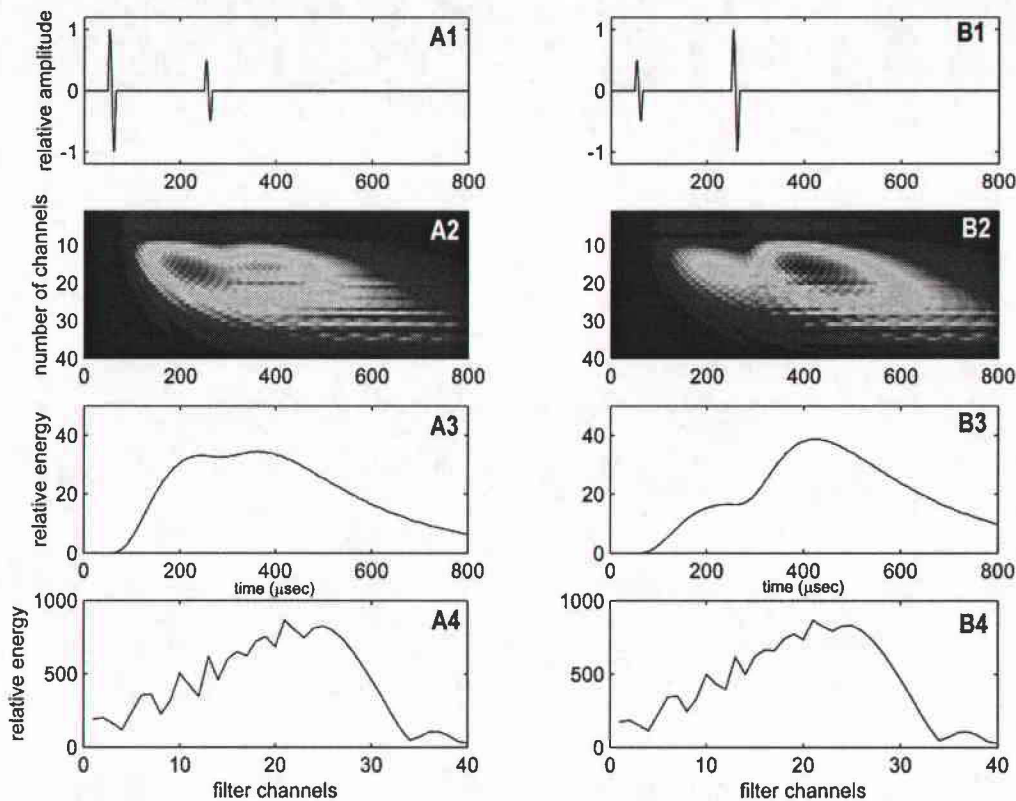 relative amplitude
1
0
-1
A1
200 400 600 800
1
0
-1
B1
200 400 600 800
number of channels
10
20
30
40
A2
0 200 400 600 800
10
20
30
40
B2
0 200 400 600 800
relative energy
40
20
0
A3
0 200 400 600 800
time (μsec)
40
20
0
B3
0 200 400 600 800
time (μsec)
relative energy
1000
500
0
A4
0 10 20 30 40
filter channels
1000
500
0
B4
0 10 20 30 40
filter channels